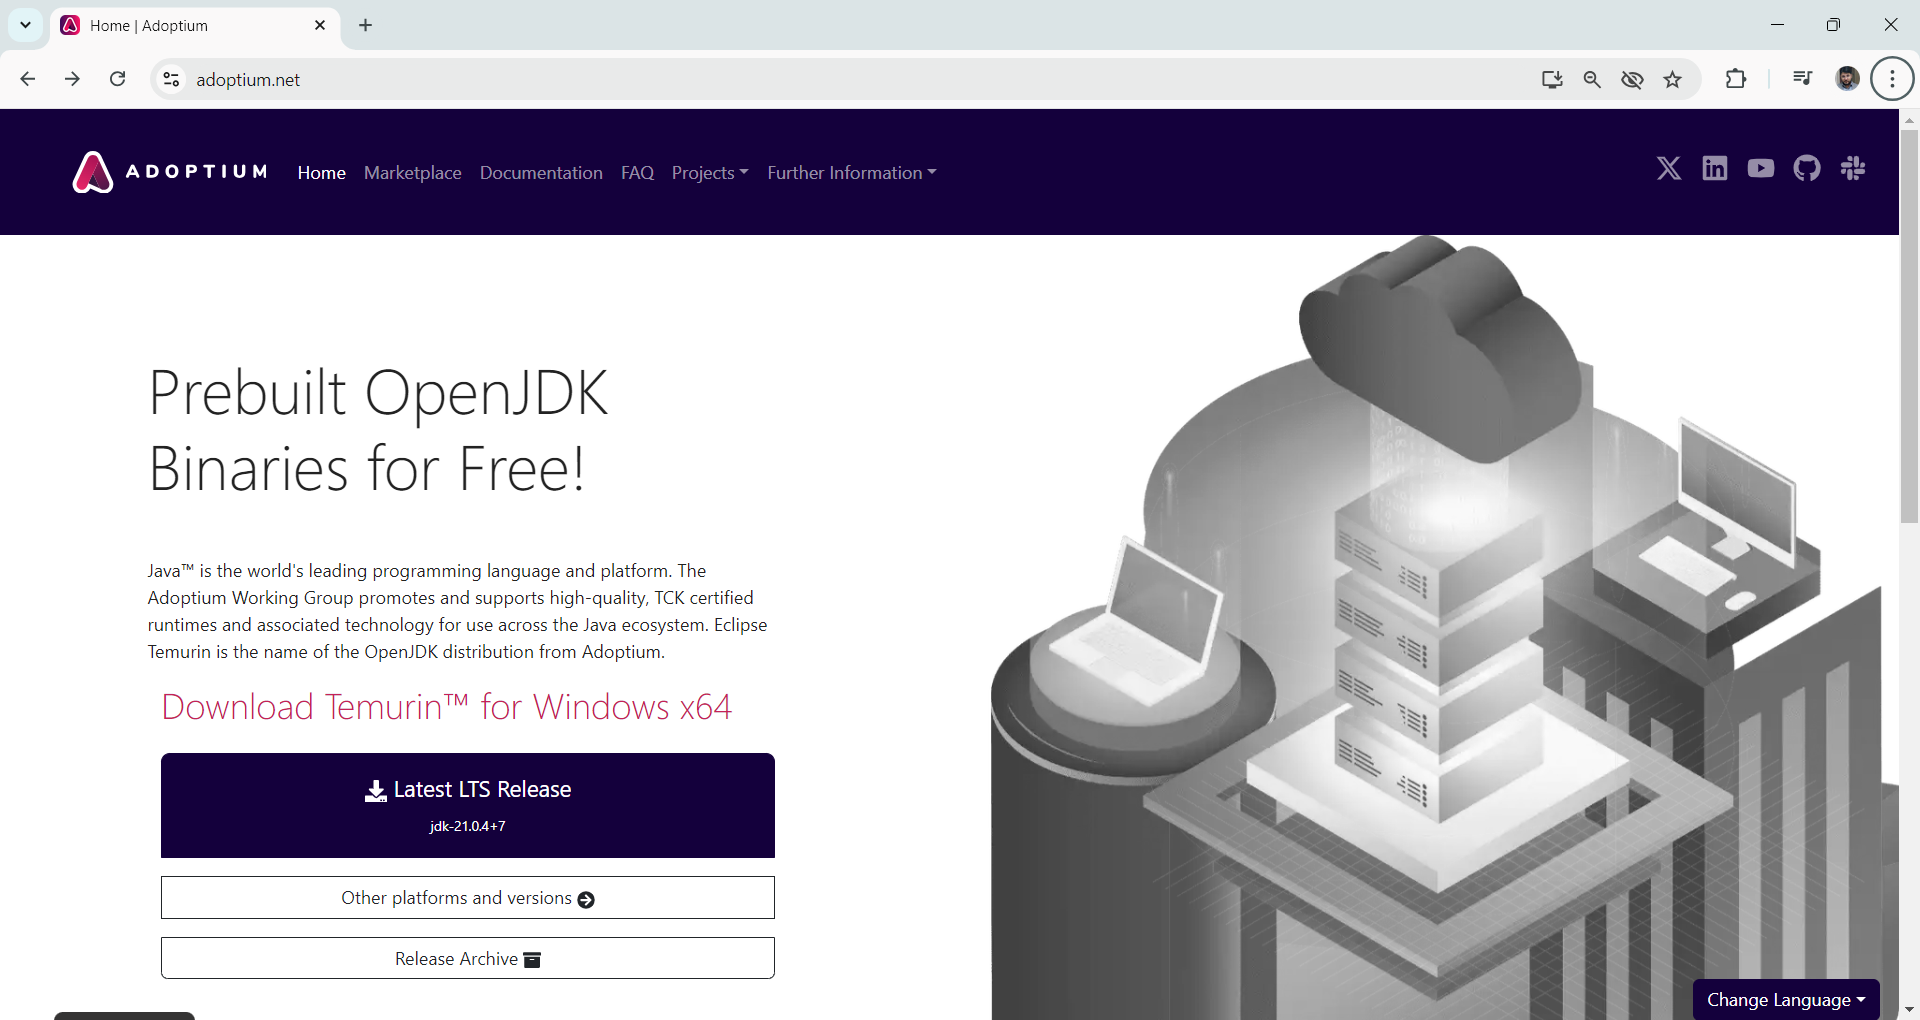 Home | Adoptium
adoptium.net
ADOPTIUM
Home Marketplace Documentation FAQ Projects Further Information
Prebuilt OpenJDK
Binaries for Free!
Java™ is the world's leading programming language and platform. The
Adoptium Working Group promotes and supports high-quality, TCK certified
runtimes and associated technology for use across the Java ecosystem. Eclipse
Temurin is the name of the OpenJDK distribution from Adoptium.
Download Temurin™ for Windows x64
Latest LTS Release
jdk-21.0.4+7
Other platforms and versions
Release Archive
Change Language